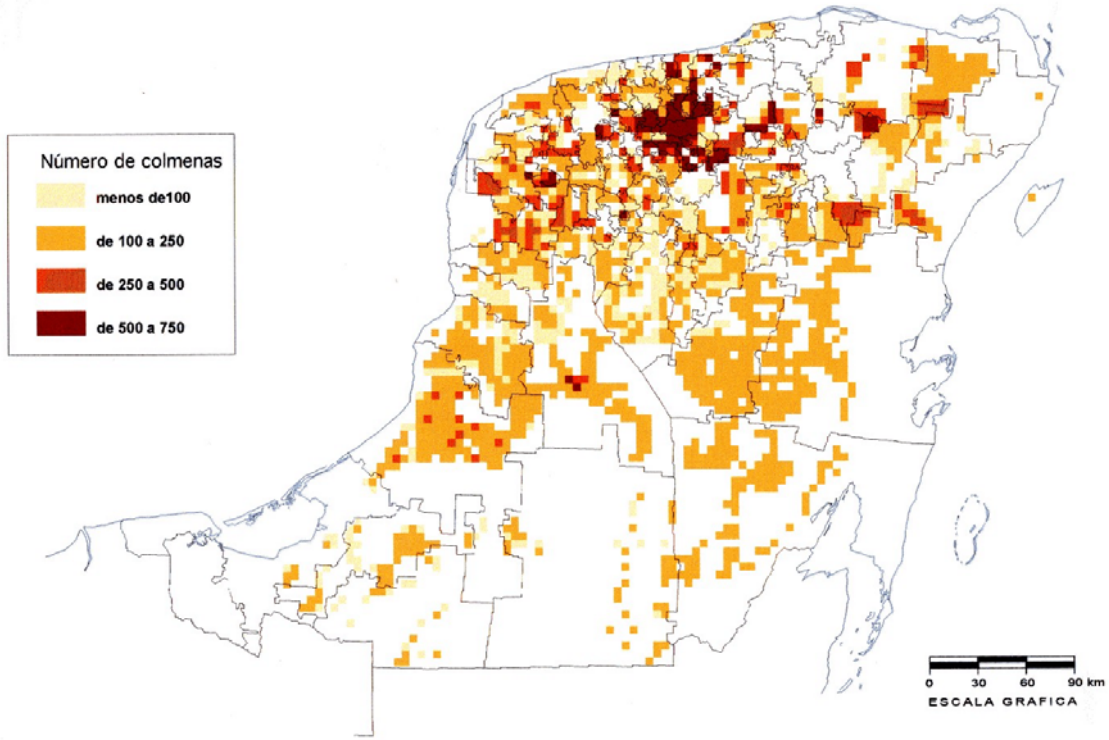 Número de colmenas
menos de100
de 100 a 250
de 250 a 500
de 500 a 750
0 30 60 90 km
ESCALA GRAFICA